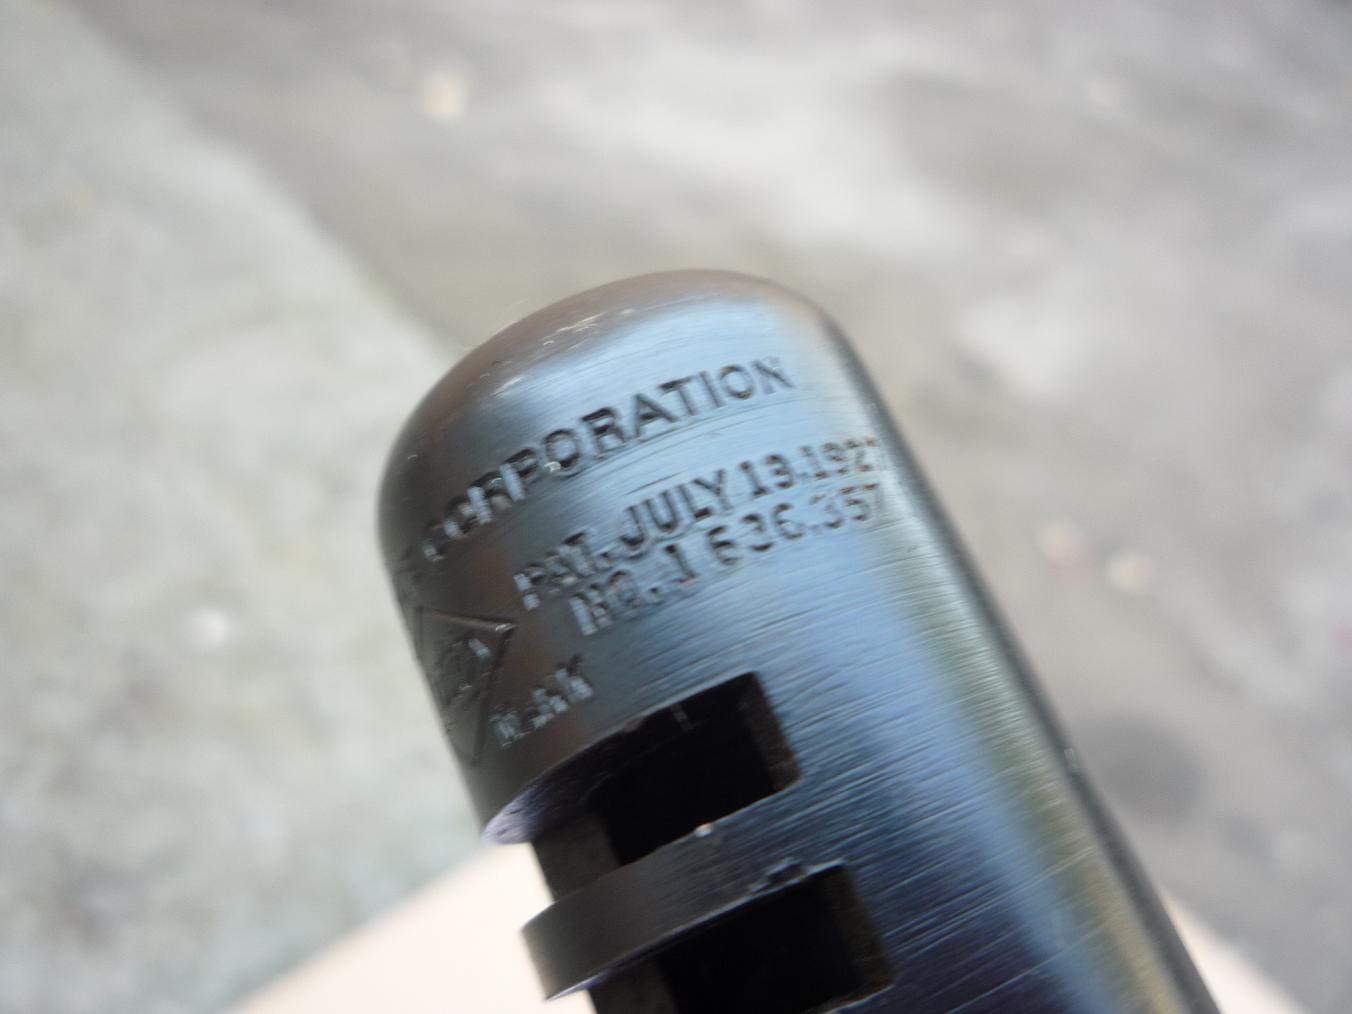 CORPORATION
PAT. JULY 19.1927
NO. 1 636.357